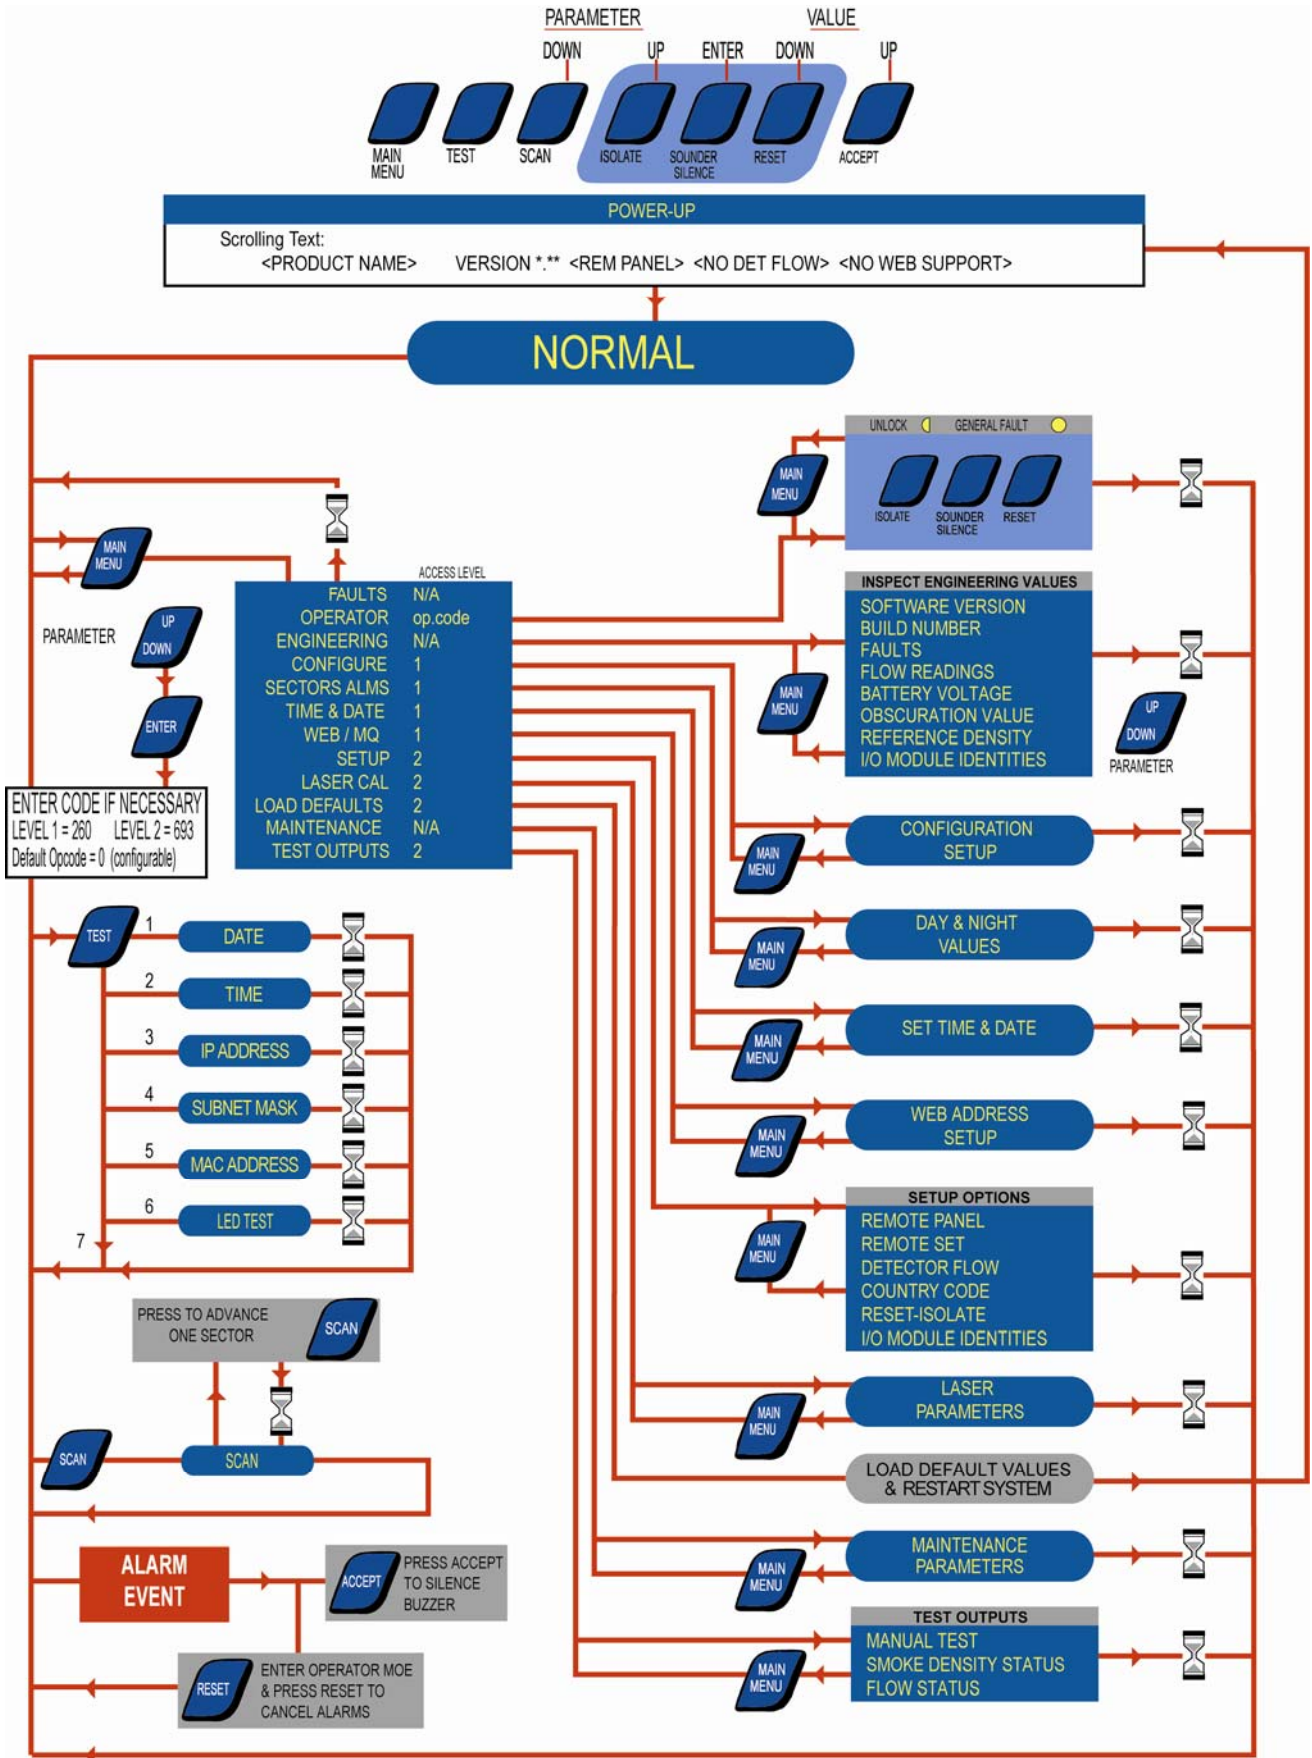 PARAMETER VALUE
DOWN UP ENTER DOWN UP
MAIN
MENU
TEST
SCAN
ISOLATE
SOUNDER
SILENCE
RESET
ACCEPT
POWER-UP
Scrolling Text:
<PRODUCT NAME> VERSION *.** <REM PANEL> <NO DET FLOW> <NO WEB SUPPORT>
NORMAL
MAIN
MENU
PARAMETER
UP
DOWN
ENTER
ENTER CODE IF NECESSARY
LEVEL 1 = 260 LEVEL 2 = 693
Default Opcode = 0 (configurable)
ACCESS LEVEL
FAULTS N/A
OPERATOR op.code
ENGINEERING N/A
CONFIGURE 1
SECTORS ALMS 1
TIME & DATE 1
WEB / MQ 1
SETUP 2
LASER CAL 2
LOAD DEFAULTS 2
MAINTENANCE N/A
TEST OUTPUTS 2
UNLOCK GENERAL FAULT
MAIN
MENU
ISOLATE
SOUNDER
SILENCE
RESET
INSPECT ENGINEERING VALUES
SOFTWARE VERSION
BUILD NUMBER
FAULTS
FLOW READINGS
BATTERY VOLTAGE
OBSCURATION VALUE
REFERENCE DENSITY
I/O MODULE IDENTITIES
MAIN
MENU
UP
DOWN
PARAMETER
CONFIGURATION
SETUP
MAIN
MENU
DAY & NIGHT
VALUES
MAIN
MENU
SET TIME & DATE
MAIN
MENU
WEB ADDRESS
SETUP
MAIN
MENU
SETUP OPTIONS
REMOTE PANEL
REMOTE SET
DETECTOR FLOW
COUNTRY CODE
RESET-ISOLATE
I/O MODULE IDENTITIES
MAIN
MENU
LASER
PARAMETERS
MAIN
MENU
LOAD DEFAULT VALUES
& RESTART SYSTEM
MAINTENANCE
PARAMETERS
MAIN
MENU
TEST OUTPUTS
MANUAL TEST
SMOKE DENSITY STATUS
FLOW STATUS
MAIN
MENU
TEST
1 DATE
2 TIME
3 IP ADDRESS
4 SUBNET MASK
5 MAC ADDRESS
6 LED TEST
7
PRESS TO ADVANCE
ONE SECTOR
SCAN
SCAN
SCAN
ALARM
EVENT
ACCEPT
PRESS ACCEPT
TO SILENCE
BUZZER
RESET
ENTER OPERATOR MOE
& PRESS RESET TO
CANCEL ALARMS